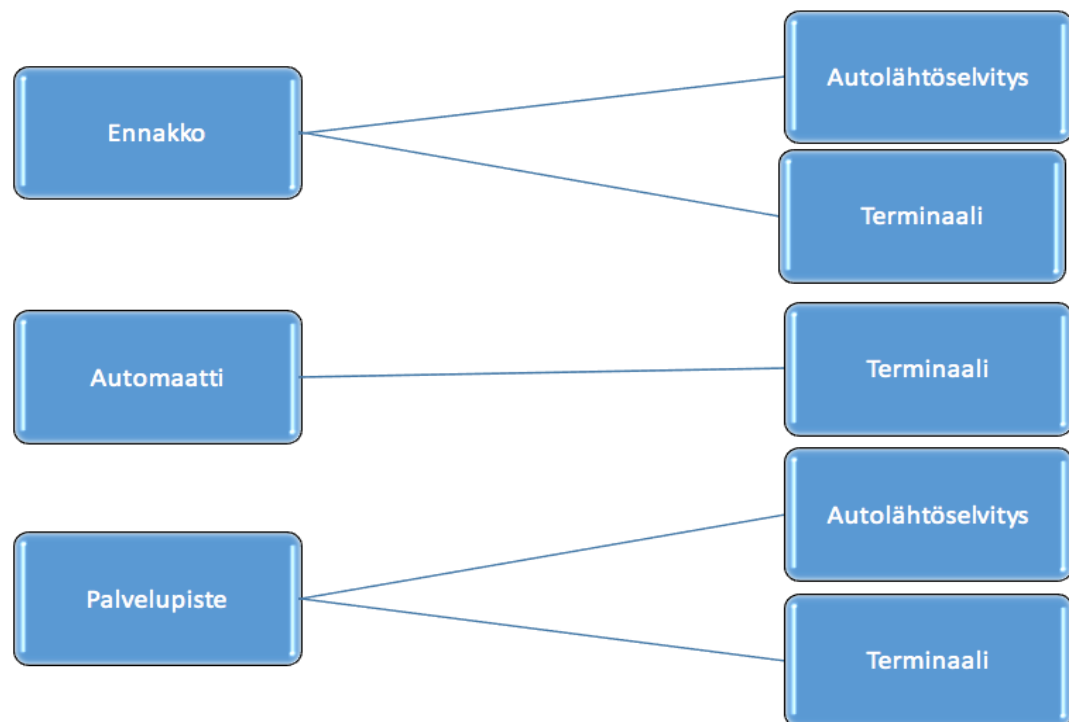 Ennakko
Autolähtöselvitys
Terminaali
Automaatti
Terminaali
Palvelupiste
Autolähtöselvitys
Terminaali